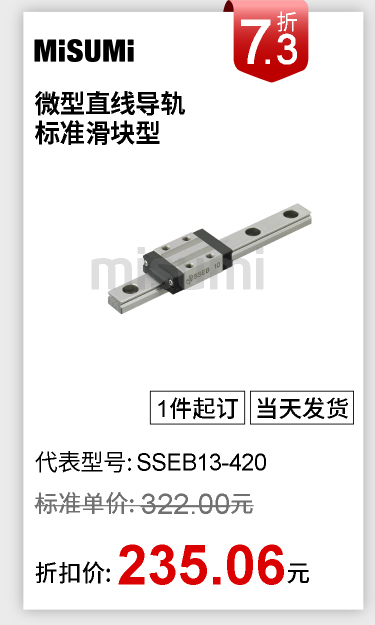 MiSUMi
7.3折
微型直线导轨
标准滑块型
misumi
SSEB 10
1件起订 当天发货
代表型号: SSEB13-420
标准单价: 322.00元
折扣价: 235.06元